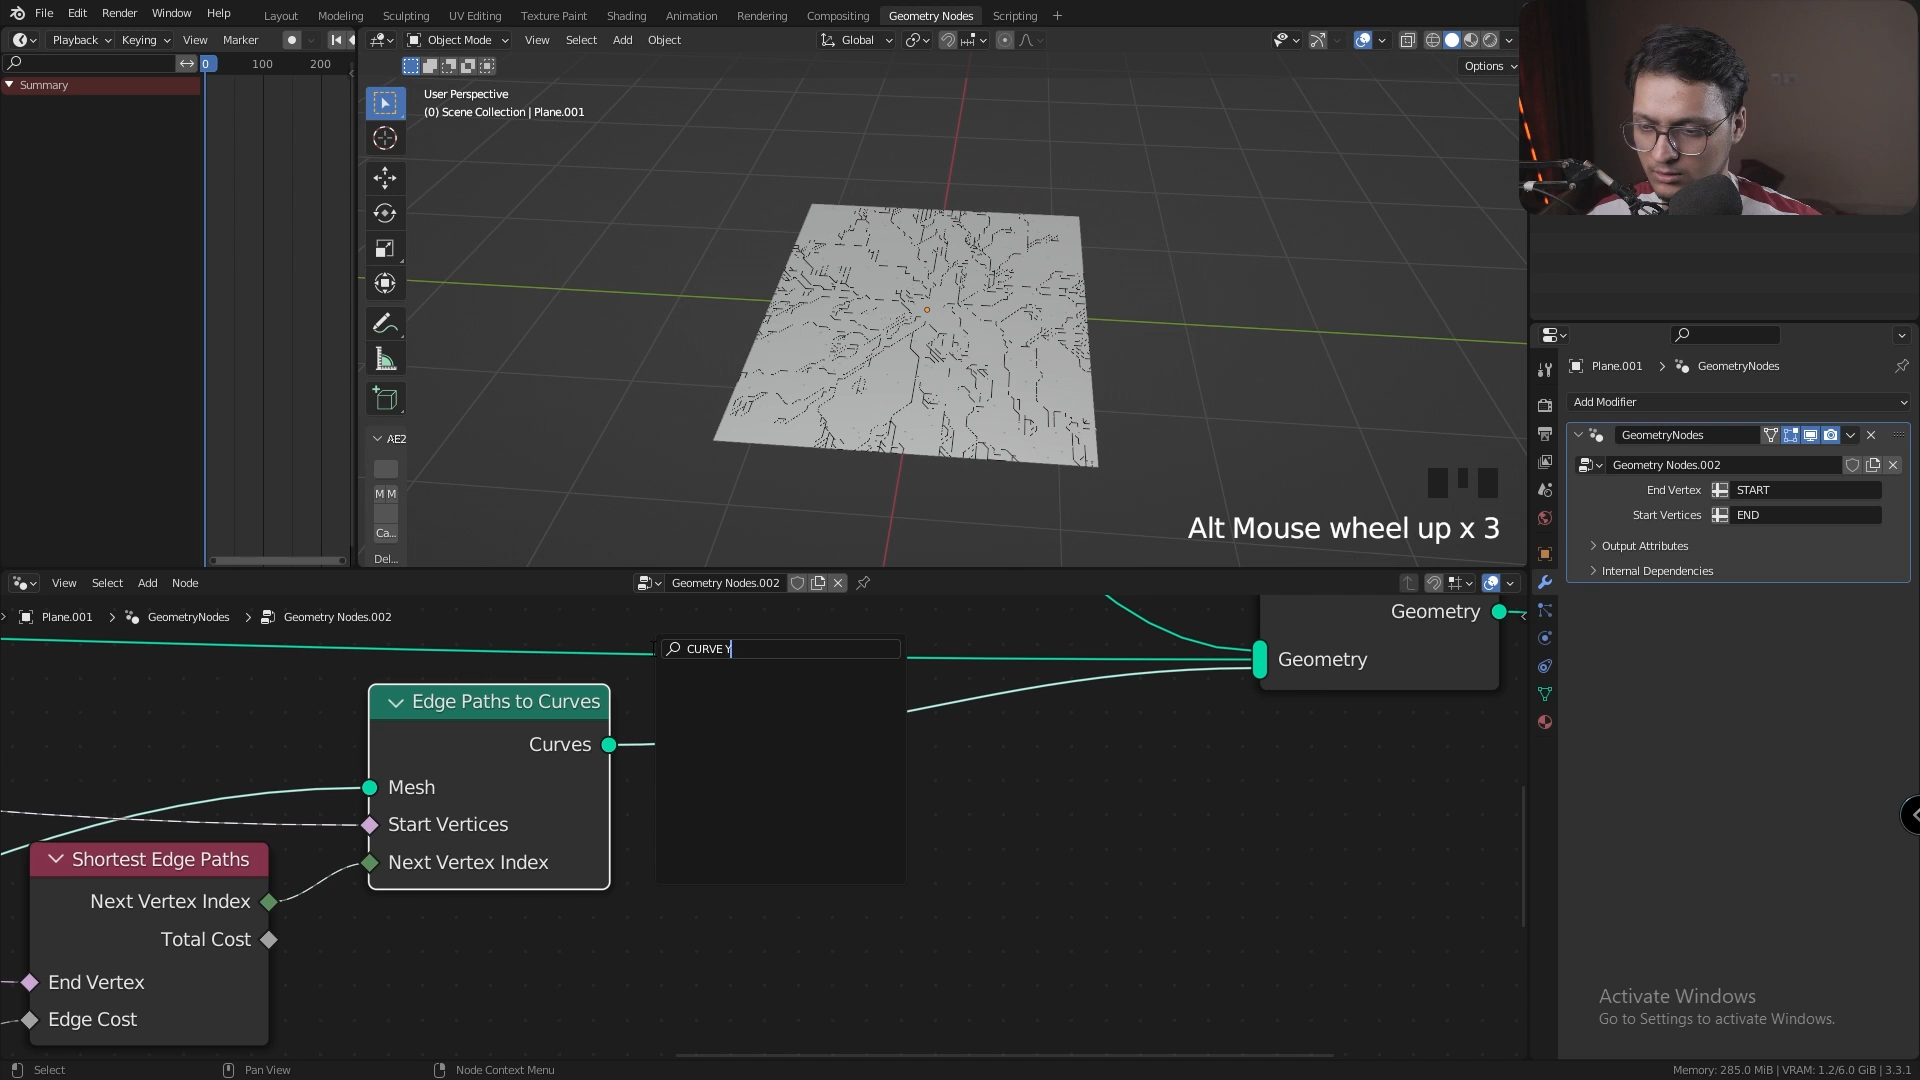 File Edit Render Window Help Layout Modeling Sculpting UV Editing Texture Paint Shading Animation Rendering Compositing Geometry Nodes Scripting +
Playback Keying View Marker
Object Mode View Select Add Object Global
0 100 200
Summary
Options
User Perspective
(0) Scene Collection | Plane.001
AE2
M M
Ca...
Del...
Alt Mouse wheel up x 3
Plane.001 > GeometryNodes
Add Modifier
GeometryNodes
Geometry Nodes.002
End Vertex START
Start Vertices END
Output Attributes
Internal Dependencies
View Select Add Node Geometry Nodes.002
Plane.001 > GeometryNodes > Geometry Nodes.002
CURVE Y
Geometry
Geometry
Edge Paths to Curves
Curves
Mesh
Start Vertices
Next Vertex Index
Shortest Edge Paths
Next Vertex Index
Total Cost
End Vertex
Edge Cost
Activate Windows
Go to Settings to activate Windows.
Select Pan View Node Context Menu Memory: 285.0 MiB | VRAM: 1.2/6.0 GiB | 3.3.1